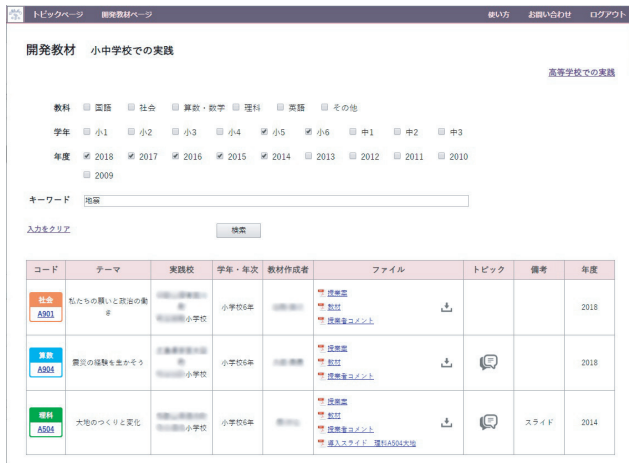 トピックページ 開発教材ページ 使い方 お問い合わせ ログアウト
開発教材 小中学校での実践
高等学校での実践
教科 国語 社会 算数・数学 理科 英語 その他
学年 小1 小2 小3 小4 小5 小6 中1 中2 中3
年度 2018 2017 2016 2015 2014 2013 2012 2011 2010
2009
キーワード 地震
入力をクリア 検索
コード テーマ 実践校 学年・年次 教材作成者 ファイル トピック 備考 年度
社会 A901 私たちの願いと政治の働き 小学校 小学校6年 授業案 教材 授業者コメント 2018
算数 A904 震災の経験を生かそう 小学校 小学校6年 授業案 教材 授業者コメント 2018
理科 A504 大地のつくりと変化 小学校 小学校6年 授業案 教材 授業者コメント 導入スライド 理科A504大地 スライド 2014